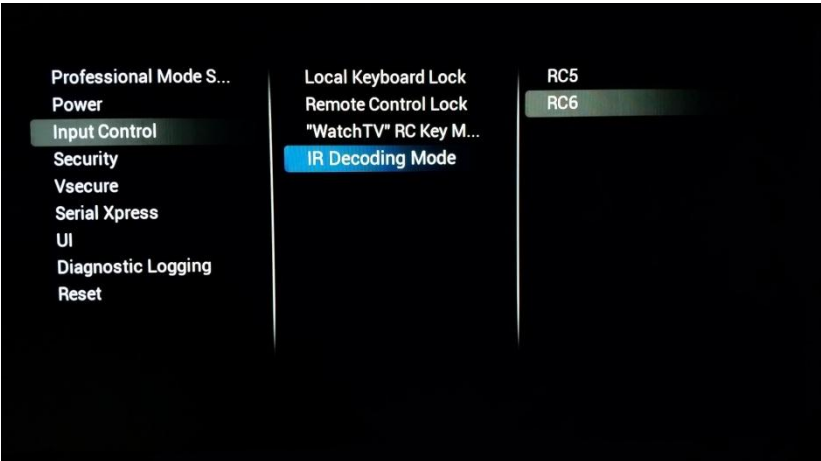 Professional Mode S...
Power
Input Control
Security
Vsecure
Serial Xpress
UI
Diagnostic Logging
Reset
Local Keyboard Lock
Remote Control Lock
"WatchTV" RC Key M...
IR Decoding Mode
RC5
RC6